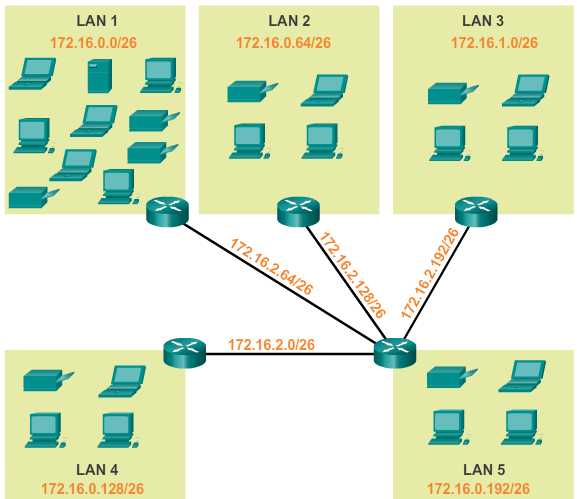 LAN 1
172.16.0.0/26
LAN 2
172.16.0.64/26
LAN 3
172.16.1.0/26
172.16.2.64/26
172.16.2.128/26
172.16.2.192/26
172.16.2.0/26
LAN 4
172.16.0.128/26
LAN 5
172.16.0.192/26